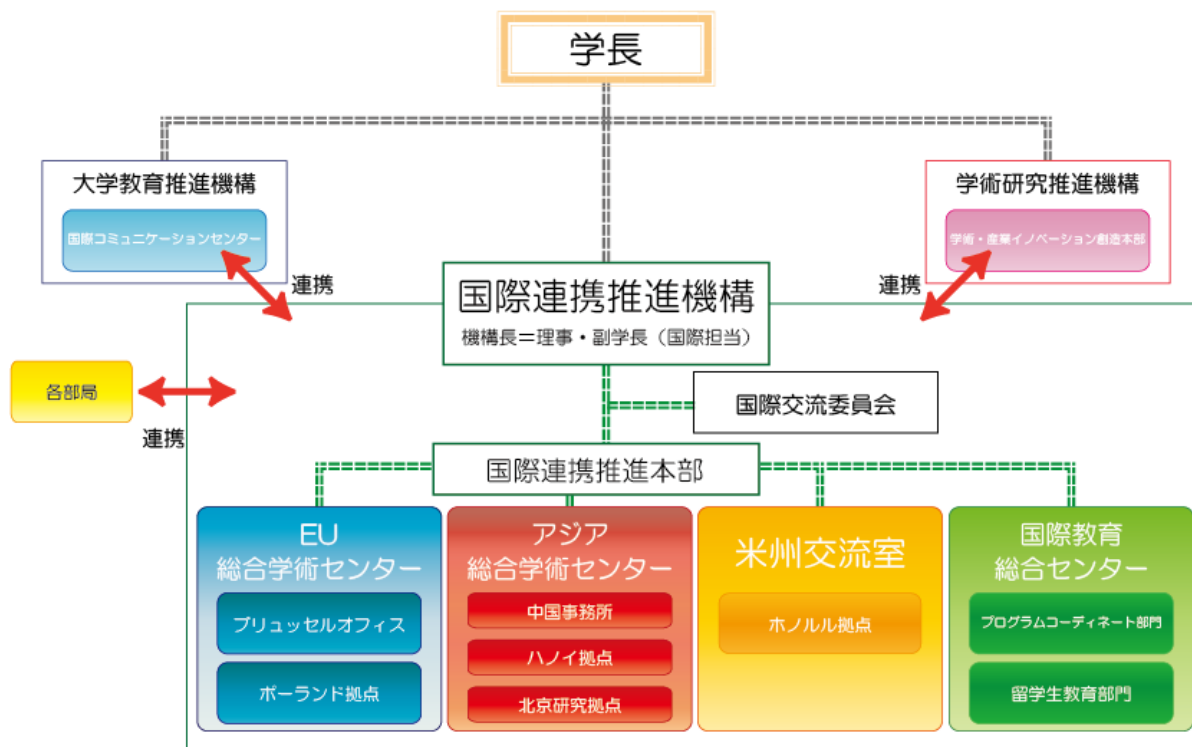 学長
大学教育推進機構
国際コミュニケーションセンター
学術研究推進機構
学術・産業イノベーション創造本部
連携
連携
国際連携推進機構
機構長＝理事・副学長（国際担当）
各部局
連携
国際交流委員会
国際連携推進本部
EU
総合学術センター
ブリュッセルオフィス
ポーランド拠点
アジア
総合学術センター
中国事務所
ハノイ拠点
北京研究拠点
米州交流室
ホノルル拠点
国際教育
総合センター
プログラムコーディネート部門
留学生教育部門